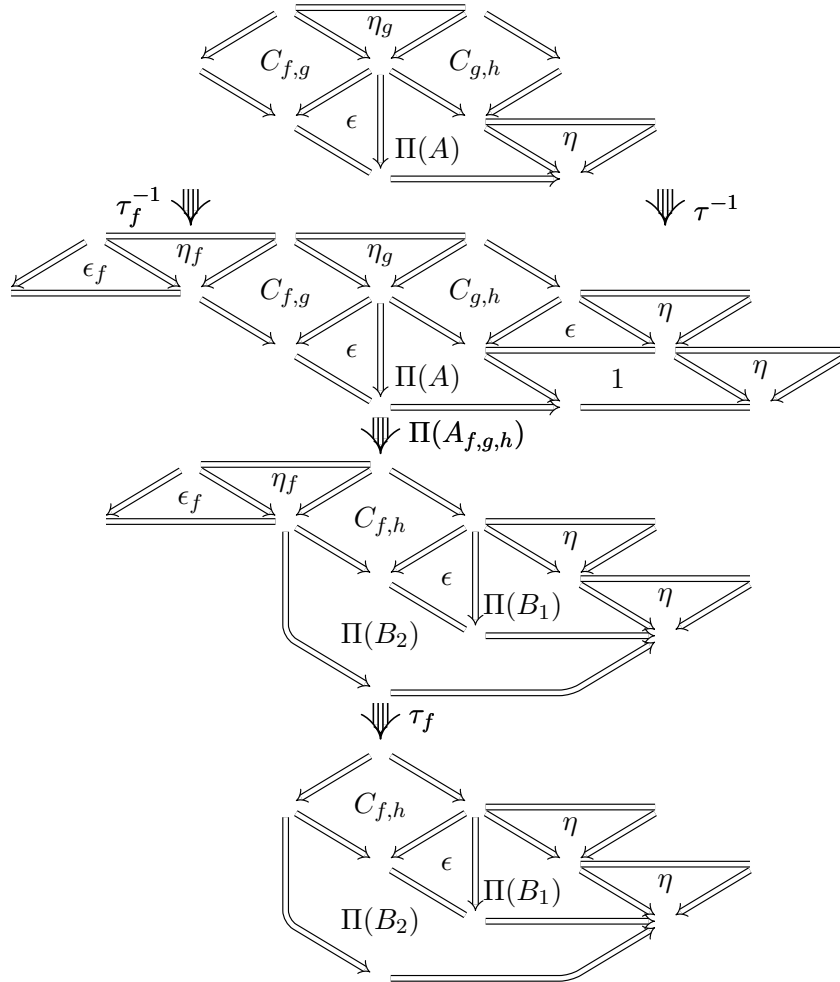 η_g
C_{f,g} C_{g,h}
ϵ Π(A) η
τ_f^{-1} τ^{-1}
ϵ_f η_f η_g
C_{f,g} C_{g,h} η
ϵ ϵ
Π(A) 1 η
Π(A_{f,g,h})
ϵ_f η_f
C_{f,h} η
ϵ η
Π(B_2) Π(B_1)
τ_f
C_{f,h} η
ϵ η
Π(B_2) Π(B_1)